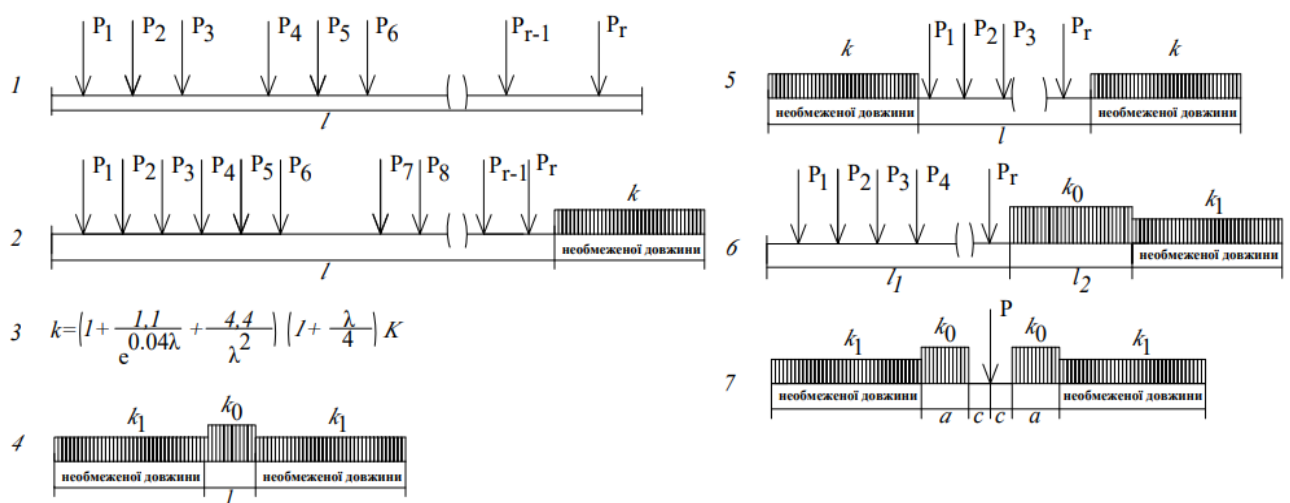 1 P1 P2 P3 P4 P5 P6 Pr-1 Pr
l
2 P1 P2 P3 P4 P5 P6 P7 P8 Pr-1 Pr k
необмеженої довжини
l
3 k=(1+ 1,1/e^0.04λ + 4,4/λ^2) (1+ λ/4) K
4 k1 k0 k1
необмеженої довжини необмеженої довжини
l
5 k P1 P2 P3 Pr k
необмеженої довжини необмеженої довжини
l
6 P1 P2 P3 P4 Pr k0 k1
необмеженої довжини
l1 l2
7 k1 k0 P k0 k1
необмеженої довжини необмеженої довжини
a c c a